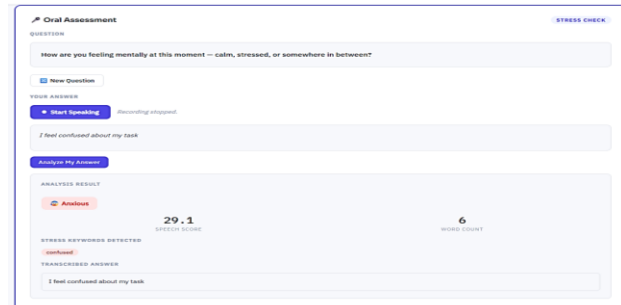 Oral Assessment
STRESS CHECK
QUESTION
How are you feeling mentally at this moment — calm, stressed, or somewhere in between?
New Question
YOUR ANSWER
Start Speaking
Recording stopped.
I feel confused about my task
Analyze My Answer
ANALYSIS RESULT
Anxious
29.1
6
SPEECH SCORE
WORD COUNT
STRESS KEYWORDS DETECTED
confused
TRANSCRIBED ANSWER
I feel confused about my task